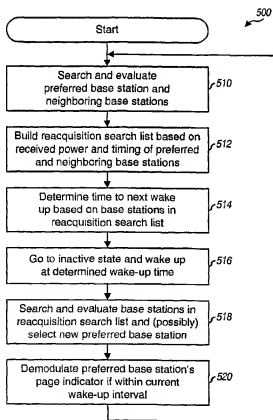 500
Start
Search and evaluate
preferred base station and
neighboring base stations
510
Build reacquisition search list based on
received power and timing of preferred
and neighboring base stations
512
Determine time to next wake
up based on base stations in
reacquisition search list
514
Go to inactive state and wake up
at determined wake-up time
516
Search and evaluate base stations in
reacquisition search list and (possibly)
select new preferred base station
518
Demodulate preferred base station's
page indicator if within current
wake-up interval
520